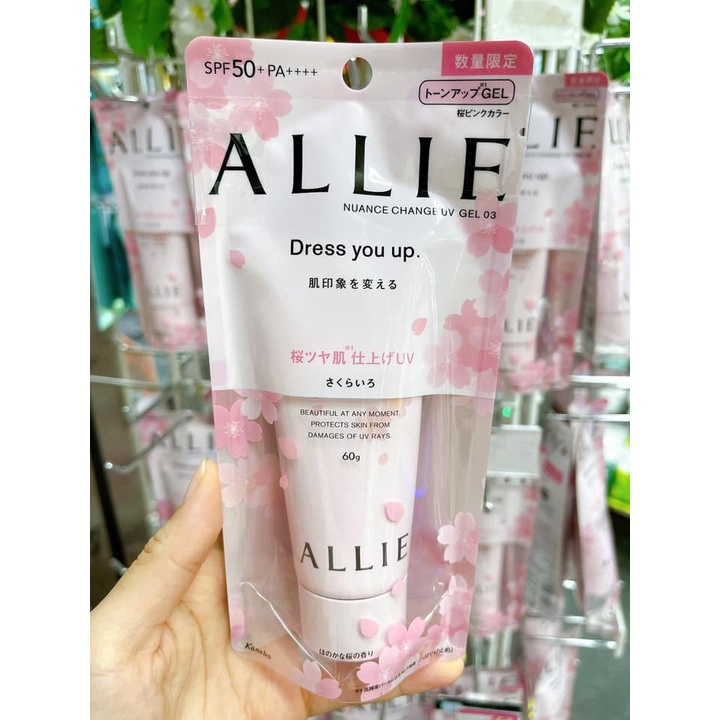 SPF50+PA++++
数量限定
トーンアップ※1GEL
桜ピンクカラー
ALLIE
NUANCE CHANGE UV GEL 03
Dress you up.
肌印象を変える
桜ツヤ肌※1仕上げUV
さくらいろ
BEAUTIFUL AT ANY MOMENT,
PROTECTS SKIN FROM
DAMAGES OF UV RAYS.
60g
ALLIE
Kanebo
ほのかな桜の香り